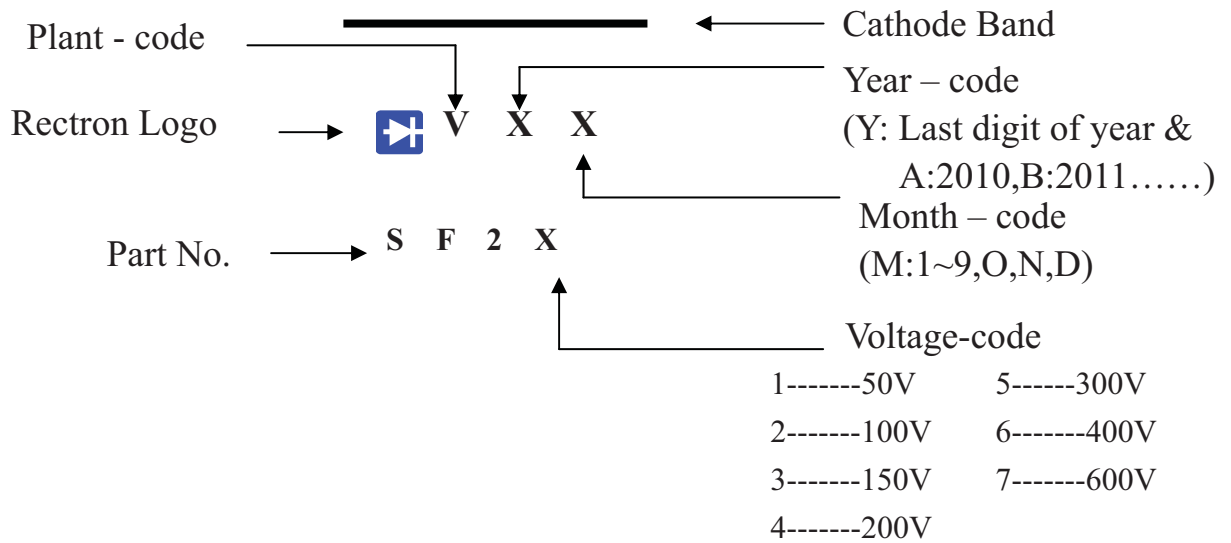 Plant - code
Cathode Band
Year – code
Rectron Logo
V X X
(Y: Last digit of year &
A:2010,B:2011……)
Month – code
(M:1~9,O,N,D)
Part No.
S F 2 X
Voltage-code
1-------50V 5------300V
2-------100V 6-------400V
3-------150V 7-------600V
4-------200V